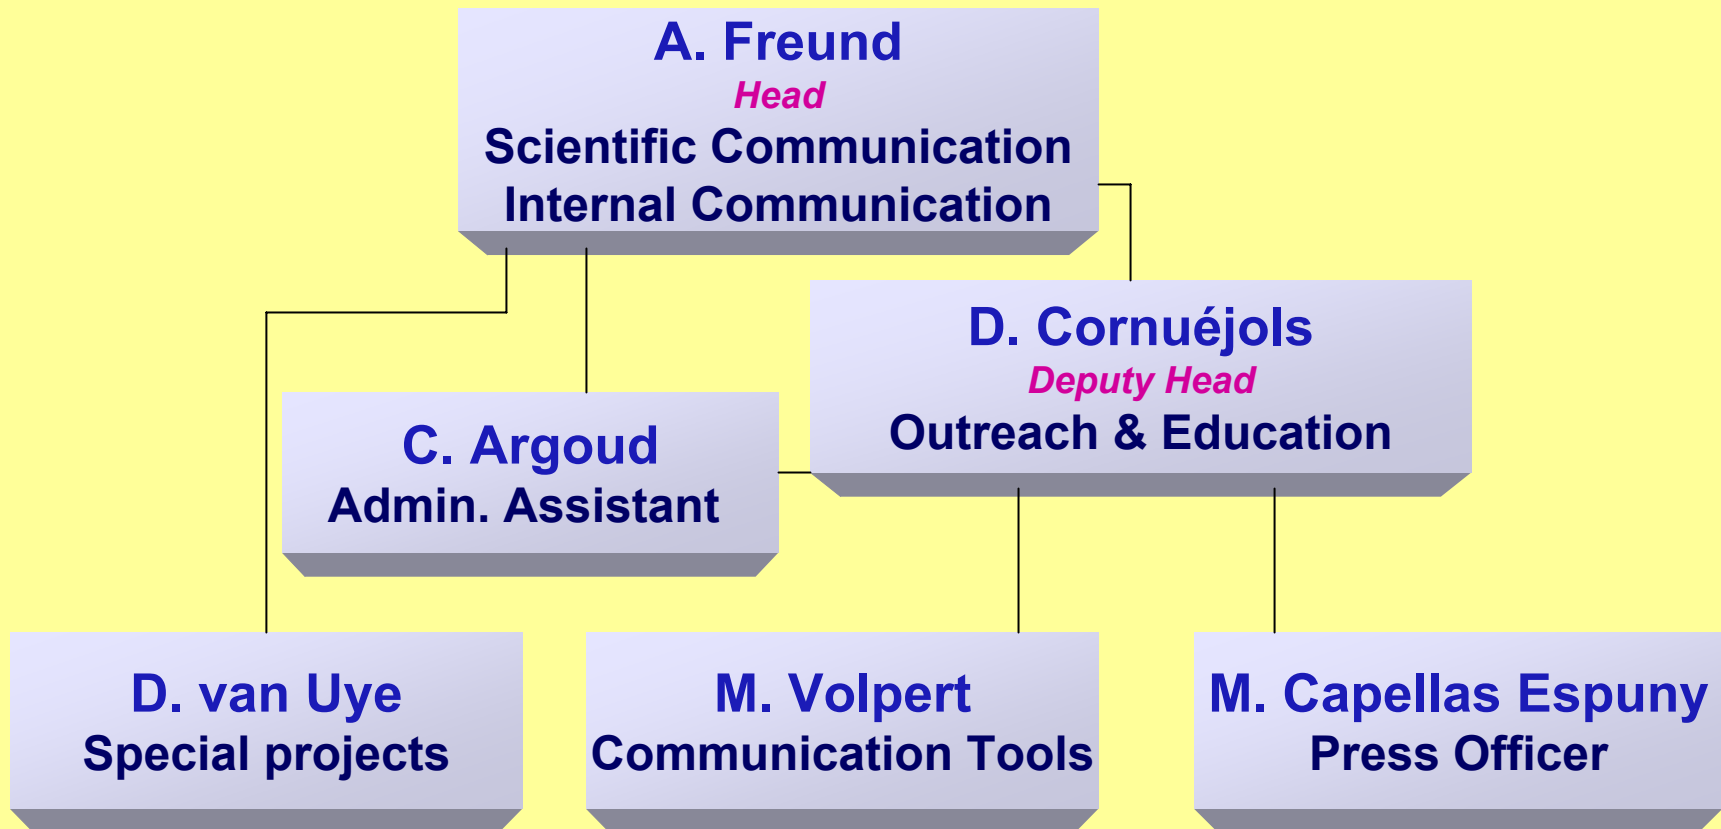 A. Freund
Head
Scientific Communication
Internal Communication
D. Cornuéjols
Deputy Head
Outreach & Education
C. Argoud
Admin. Assistant
D. van Uye
Special projects
M. Volpert
Communication Tools
M. Capellas Espuny
Press Officer